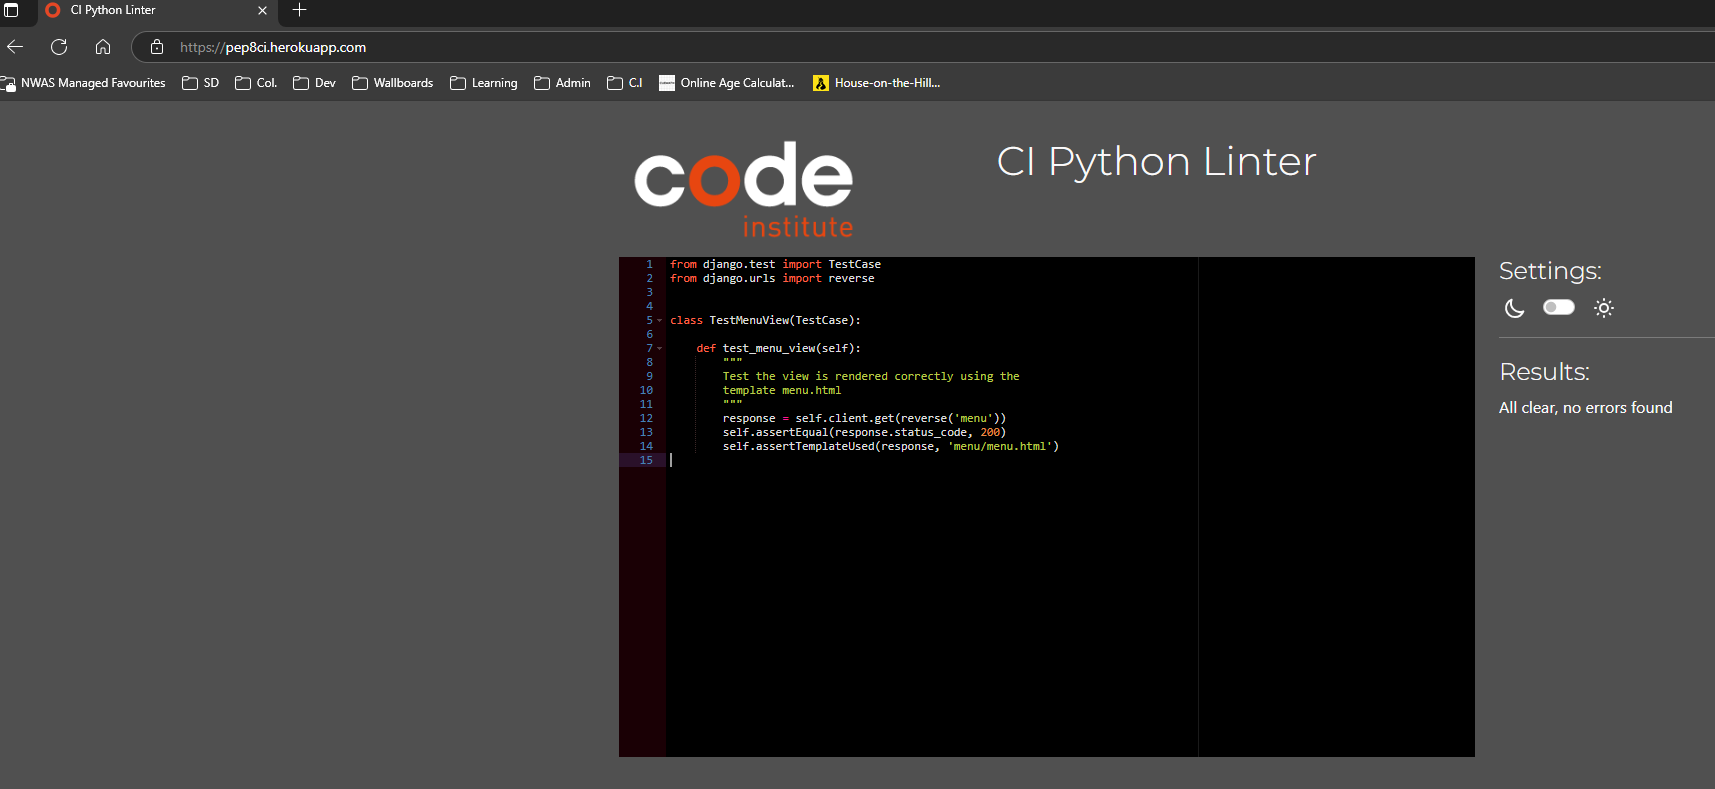 CI Python Linter
https://pep8ci.herokuapp.com
NWAS Managed Favourites SD Col. Dev Wallboards Learning Admin C.I Online Age Calculat... House-on-the-Hill...
code
institute
CI Python Linter
1 from django.test import TestCase
2 from django.urls import reverse
3
4
5 class TestMenuView(TestCase):
6
7     def test_menu_view(self):
8         """
9         Test the view is rendered correctly using the
10         template menu.html
11         """
12         response = self.client.get(reverse('menu'))
13         self.assertEqual(response.status_code, 200)
14         self.assertTemplateUsed(response, 'menu/menu.html')
15
Settings:
Results:
All clear, no errors found